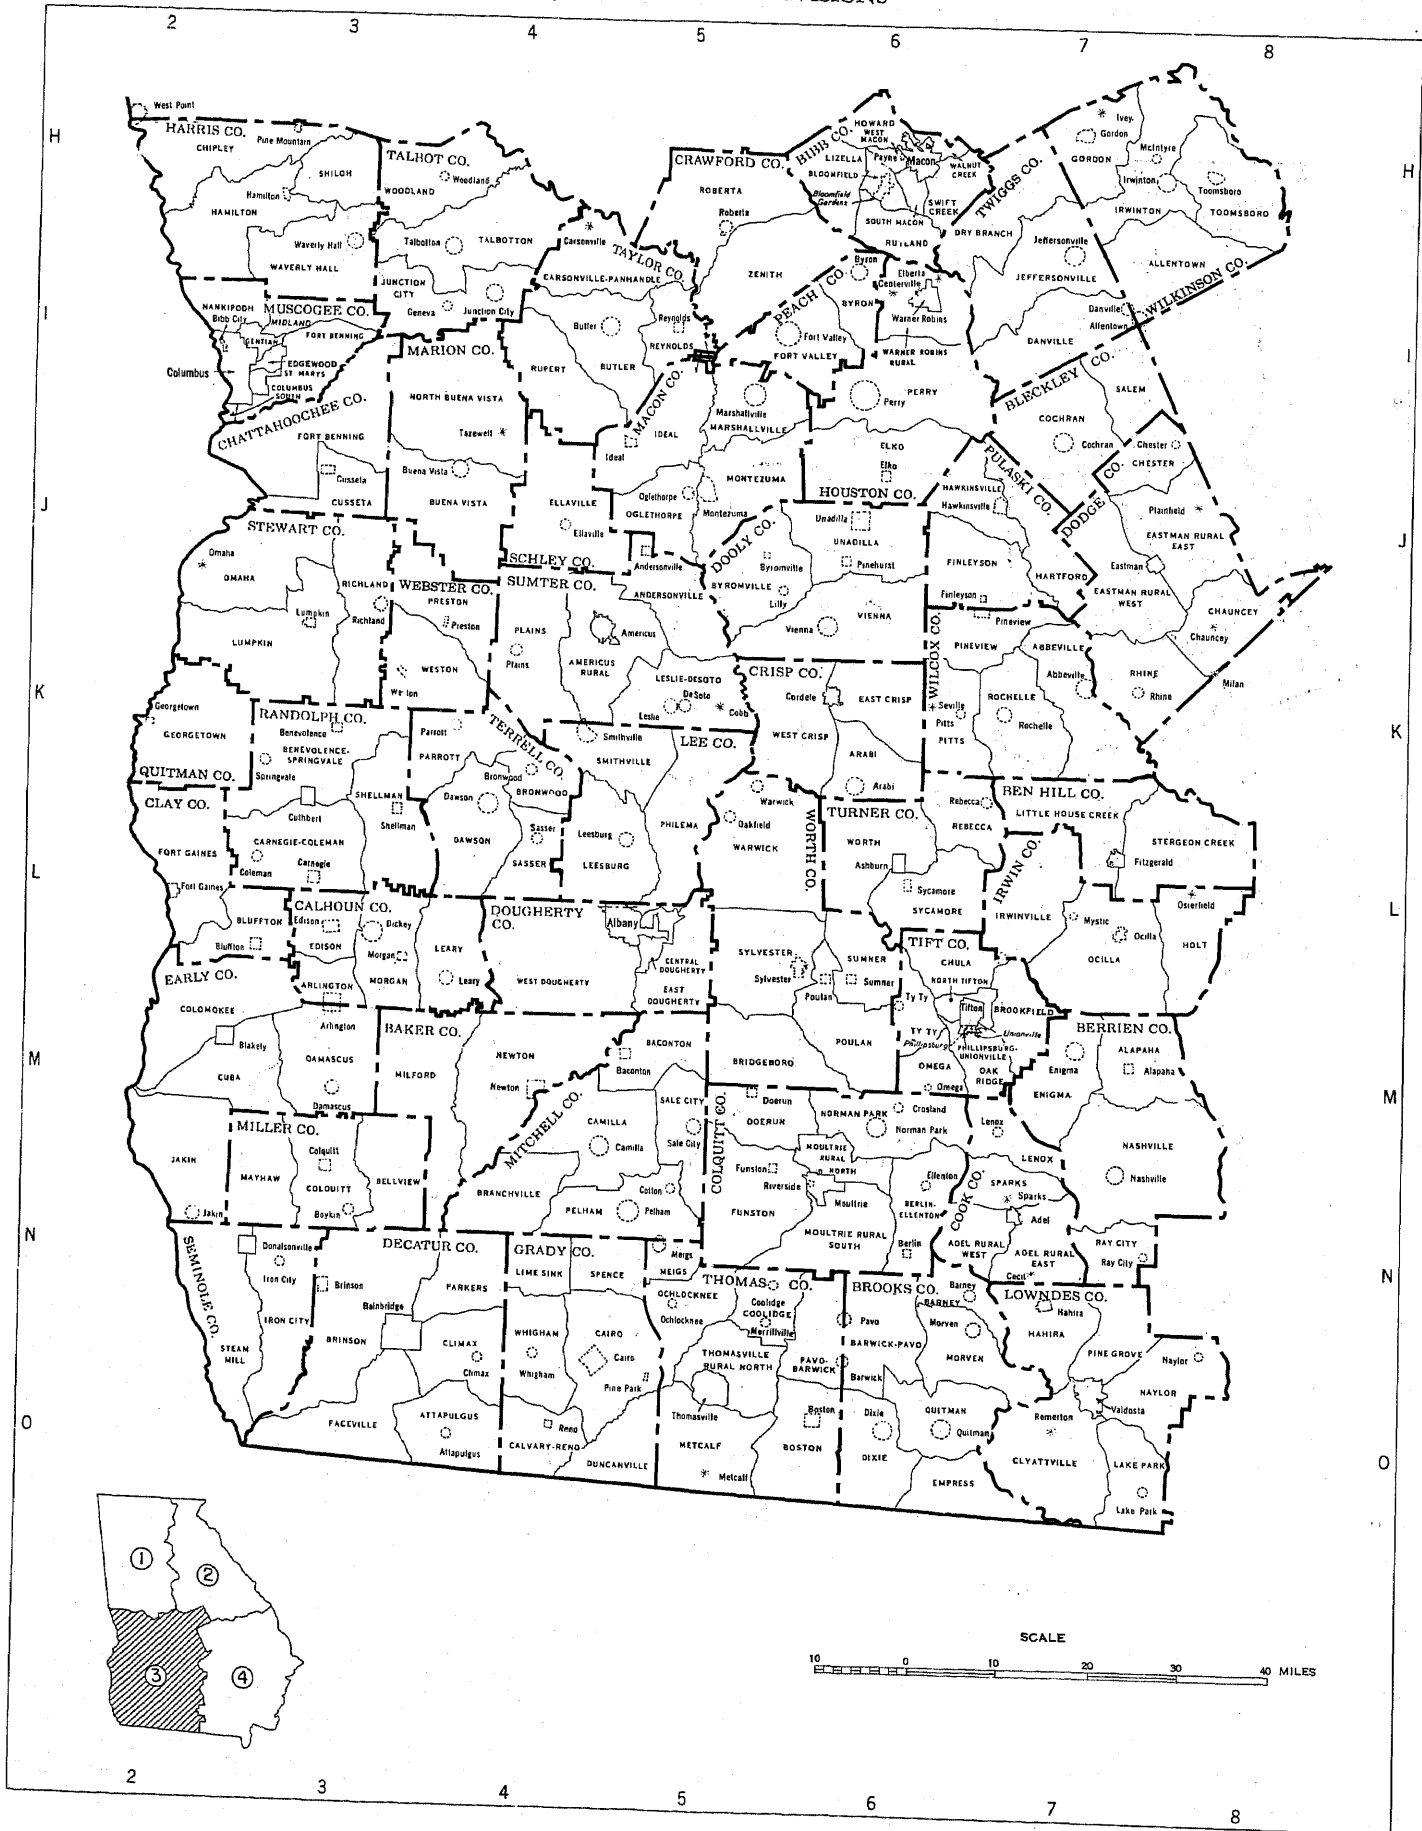 2
3
4
5
6
7
8
H
H
I
I
J
J
K
K
L
L
M
M
N
N
O
O
West Point
HARRIS CO.
CHIPLEY
Pine Mountain
SHILOH
Hamilton
HAMILTON
Waverly Hall
WAVERLY HALL
TALHOT CO.
WOODLAND
Woodland
Talbotton
TALBOTTON
JUNCTION
CITY
Geneva
Junction City
Carsonville
TAYLOR CO.
CARSONVILLE-PANHANDLE
Butler
Reynolds
REYNOLDS
RUPERT
BUTLER
CRAWFORD CO.
ROBERTA
Roberta
ZENITH
BIBB CO.
HOWARD
WEST
MACON
LIZELLA
Payne
Macon
BLOOMFIELD
WALNUT
CREEK
Bloomfield
Gardens
SWIFT
CREEK
SOUTH MACON
RUTLAND
TWIGGS CO.
DRY BRANCH
Jeffersonville
JEFFERSONVILLE
Danville
Allentown
DANVILLE
Ivey
Gordon
GORDON
McIntyre
Irwinton
IRWINTON
Toomsboro
TOOMSBORO
ALLENTOWN
WILKINSON CO.
NANKIPOOH
Bibb City
MUSCOGEE CO.
MIDLAND
GENTIAN
FORT BENNING
Columbus
EDGEWOOD
ST MARYS
COLUMBUS
SOUTH
CHATTAHOOCHEE CO.
FORT BENNING
Cusseta
CUSSETA
MARION CO.
NORTH BUENA VISTA
Tazewell
Buena Vista
BUENA VISTA
PEACH CO.
Byron
BYRON
Fort Valley
FORT VALLEY
Elberta
Centerville
Warner Robins
WARNER ROBINS
RURAL
Perry
PERRY
ELKO
Elko
HOUSTON CO.
MACON CO.
Marshallville
MARSHALLVILLE
IDEAL
Ideal
MONTEZUMA
Oglethorpe
OGLETHORPE
Montezuma
ELLAVILLE
Ellaville
SCHLEY CO.
BLECKLEY CO.
SALEM
COCHRAN
Cochran
PULASKI CO.
HAWKINSVILLE
Hawkinsville
FINLEYSON
HARTFORD
Finleyson
DODGE CO.
Chester
CHESTER
Plainfield
EASTMAN RURAL
EAST
Eastman
EASTMAN RURAL
WEST
CHAUNCEY
Chauncey
RHINE
Rhine
Milan
STEWART CO.
Omaha
OMAHA
RICHLAND
Richland
Lumpkin
LUMPKIN
WEBSTER CO.
PRESTON
Preston
WESTON
SUMTER CO.
PLAINS
Plains
Americus
AMERICUS
RURAL
Andersonville
ANDERSONVILLE
LESLIE-DESOTO
DeSoto
Leslie
Cobb
DOOLY CO.
Unadilla
UNADILLA
Byromville
BYROMVILLE
Pinehurst
Lilly
Vienna
VIENNA
WILCOX CO.
Pineview
PINEVIEW
ABBEVILLE
Abbeville
ROCHELLE
Rochelle
Seville
Pitts
PITTS
CRISP CO.
Cordele
EAST CRISP
WEST CRISP
ARABI
Arabi
Georgetown
GEORGETOWN
QUITMAN CO.
RANDOLPH CO.
Benevolence
BENEVOLENCE-
SPRINGVALE
Springvale
Cuthbert
SHELLMAN
Shellman
CARNEGIE-COLEMAN
Carnegie
Coleman
TERRELL CO.
Parrott
PARROTT
Bronwood
BRONWOOD
Dawson
DAWSON
Sasser
SASSER
LEE CO.
Smithville
SMITHVILLE
Leesburg
LEESBURG
PHILEMA
CLAY CO.
FORT GAINES
Fort Gaines
BLUFFTON
Bluffton
CALHOUN CO.
Edison
EDISON
Dickey
Morgan
MORGAN
LEARY
Leary
ARLINGTON
Arlington
DOUGHERTY
CO.
Albany
WEST DOUGHERTY
CENTRAL
DOUGHERTY
EAST
DOUGHERTY
WORTH CO.
Warwick
Oakfield
WARWICK
SYLVESTER
Sylvester
SUMNER
Sumner
Poulan
POULAN
BRIDGEBORO
TURNER CO.
WORTH
Ashburn
Sycamore
SYCAMORE
Rebecca
REBECCA
BEN HILL CO.
LITTLE HOUSE CREEK
STERGEON CREEK
Fitzgerald
IRWIN CO.
IRWINVILLE
Mystic
Ocilla
OCILLA
Osierfield
HOLT
TIFT CO.
CHULA
NORTH TIFTON
Ty Ty
TY TY
Tifton
BROOKFIELD
Unionville
Phillipsburg
PHILLIPSBURG-
UNIONVILLE
OMEGA
Omega
OAK
RIDGE
BERRIEN CO.
ALAPAHA
Alapaha
Enigma
ENIGMA
NASHVILLE
Nashville
RAY CITY
Ray City
EARLY CO.
COLOMOKEE
Blakely
CUBA
DAMASCUS
Damascus
JAKIN
Jakin
BAKER CO.
NEWTON
Newton
MILFORD
MITCHELL CO.
BACONTON
Baconton
SALE CITY
Sale City
CAMILLA
Camilla
BRANCHVILLE
Cotton
PELHAM
Pelham
MILLER CO.
Colquitt
COLQUITT
MAYHAW
BELLVIEW
Boykin
COLQUITT CO.
Doerun
DOERUN
NORMAN PARK
Norman Park
Crosland
MOULTRIE
RURAL
NORTH
Funston
FUNSTON
Riverside
Moultrie
Ellenton
BERLIN-
ELLENTON
MOULTRIE RURAL
SOUTH
Berlin
COOK CO.
Lenox
LENOX
SPARKS
Sparks
Adel
ADEL RURAL
WEST
ADEL RURAL
EAST
Cecil
SEMINOLE CO.
Donalsonville
Iron City
IRON CITY
STEAM
MILL
DECATUR CO.
Brinson
BRINSON
Bainbridge
PARKERS
CLIMAX
Climax
FACEVILLE
ATTAPULGUS
Attapulgus
GRADY CO.
LIME SINK
SPENCE
WHIGHAM
Whigham
CAIRO
Cairo
Pine Park
Reno
CALVARY-RENO
DUNCANVILLE
THOMAS CO.
Meigs
MEIGS
OCHLOCKNEE
Ochlocknee
Coolidge
COOLIDGE
Merrillville
THOMASVILLE
RURAL NORTH
PAVO-
BARWICK
Thomasville
METCALF
Metcalf
Boston
BOSTON
BROOKS CO.
Barney
BARNEY
Pavo
BARWICK-PAVO
Morven
MORVEN
Barwick
Dixie
DIXIE
QUITMAN
Quitman
EMPRESS
LOWNDES CO.
Hahira
HAHIRA
PINE GROVE
Naylor
NAYLOR
Valdosta
Remerton
CLYATTVILLE
LAKE PARK
Lake Park
1
2
3
4
SCALE
10
0
10
20
30
40 MILES
2
3
4
5
6
7
8